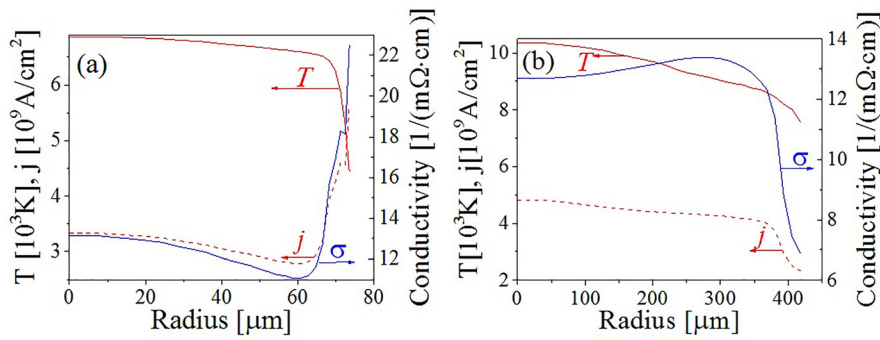 (a)
T [10³K], j [10⁹A/cm²]
6
5
4
3
0 20 40 60 80
Radius [μm]
22
20
18
16
14
12
Conductivity [1/(mΩ·cm)]
T
j
σ
(b)
T[10³K], j[10⁹A/cm²]
10
8
6
4
2
0 100 200 300 400
Radius [μm]
14
12
10
8
6
Conductivity [1/(mΩ·cm)]
T
σ
j